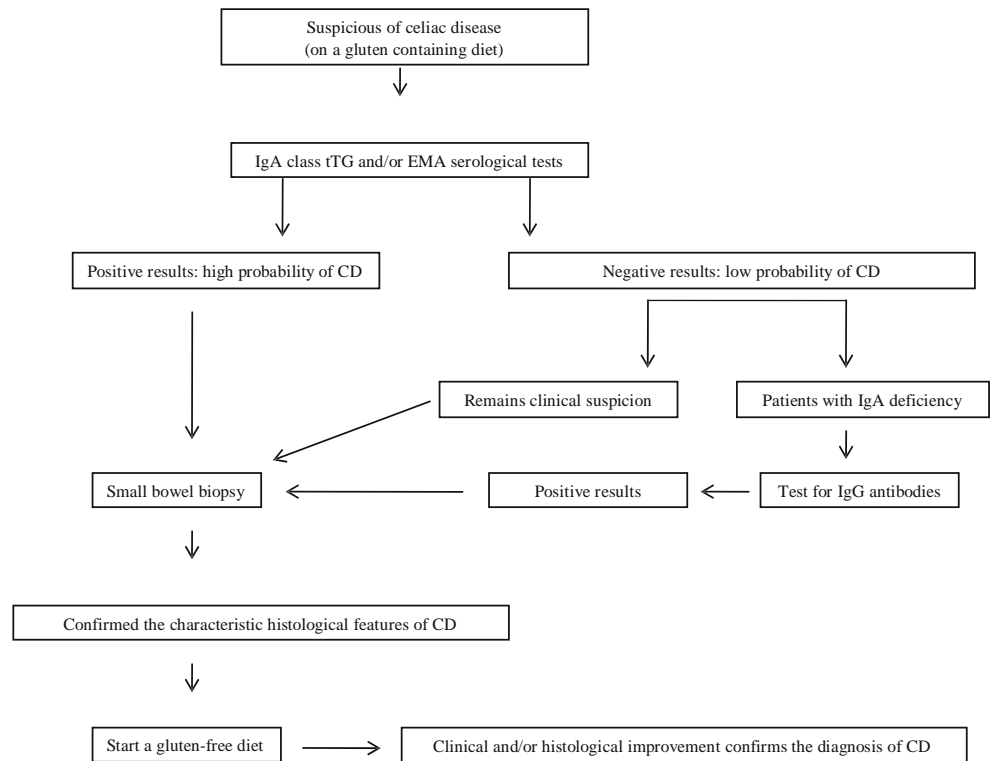 Suspicious of celiac disease
(on a gluten containing diet)
IgA class tTG and/or EMA serological tests
Positive results: high probability of CD
Negative results: low probability of CD
Remains clinical suspicion
Patients with IgA deficiency
Small bowel biopsy
Positive results
Test for IgG antibodies
Confirmed the characteristic histological features of CD
Start a gluten-free diet
Clinical and/or histological improvement confirms the diagnosis of CD